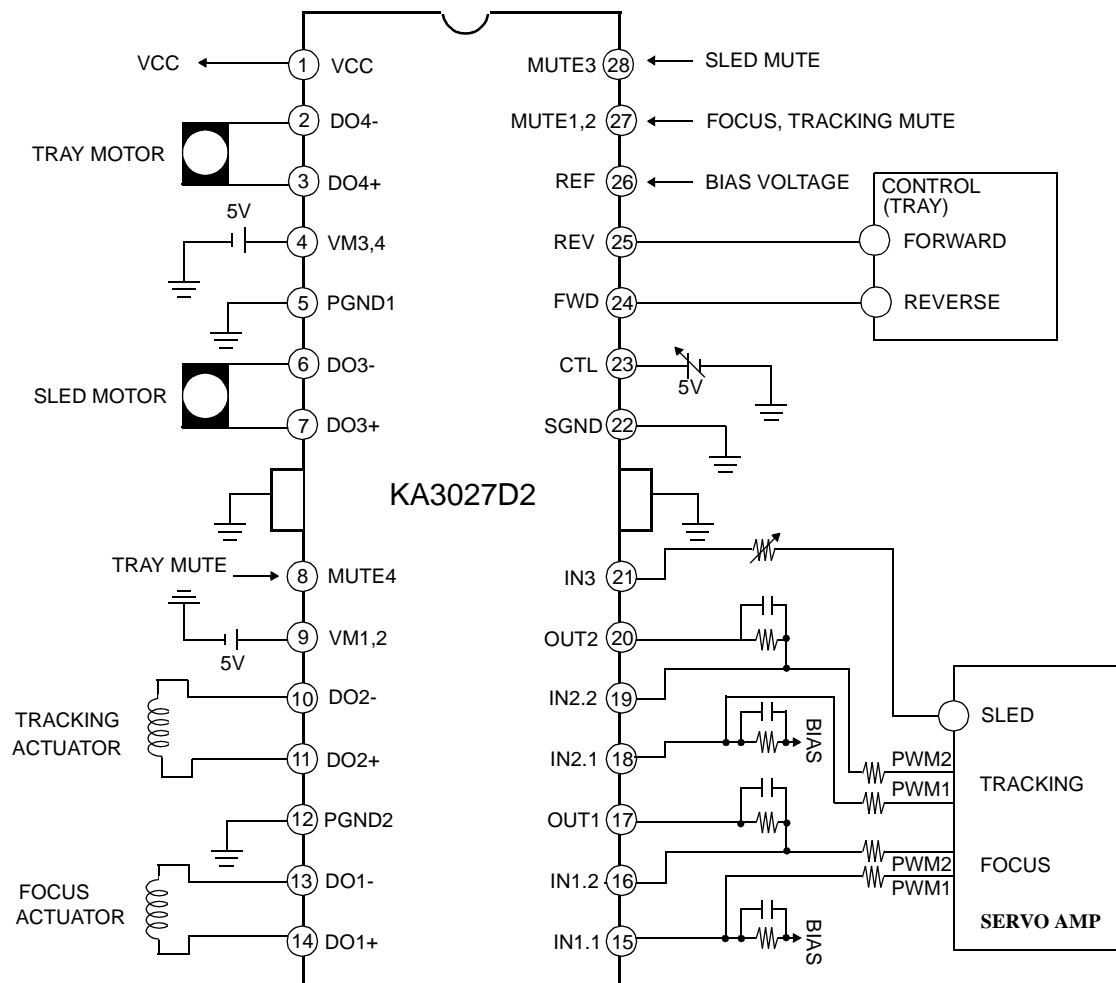 VCC
1
VCC
MUTE3
28
SLED MUTE
2
DO4-
MUTE1,2
27
FOCUS, TRACKING MUTE
TRAY MOTOR
3
DO4+
REF
26
BIAS VOLTAGE
CONTROL
(TRAY)
5V
4
VM3,4
REV
25
FORWARD
5
PGND1
FWD
24
REVERSE
6
DO3-
CTL
23
5V
SLED MOTOR
7
DO3+
SGND
22
KA3027D2
TRAY MUTE
8
MUTE4
IN3
21
9
VM1,2
OUT2
20
5V
10
DO2-
IN2.2
19
SLED
TRACKING
ACTUATOR
11
DO2+
IN2.1
18
BIAS
PWM2
PWM1
TRACKING
12
PGND2
OUT1
17
FOCUS
ACTUATOR
13
DO1-
IN1.2
16
PWM2
PWM1
FOCUS
14
DO1+
IN1.1
15
BIAS
SERVO AMP